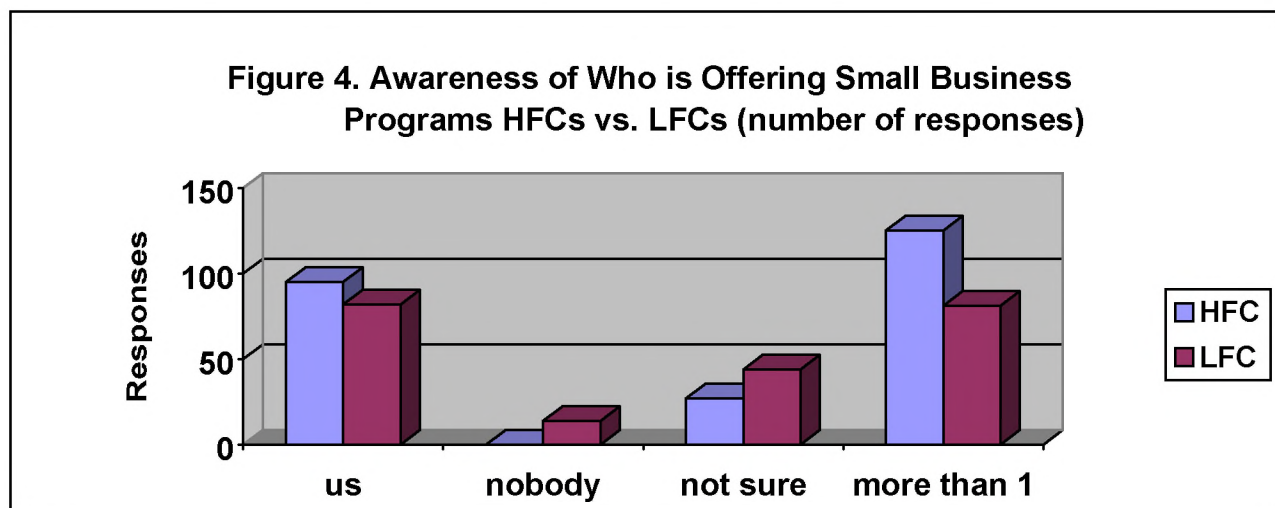 Figure 4. Awareness of Who is Offering Small Business
Programs HFCs vs. LFCs (number of responses)
150
100
50
0
Responses
us
nobody
not sure
more than 1
HFC
LFC